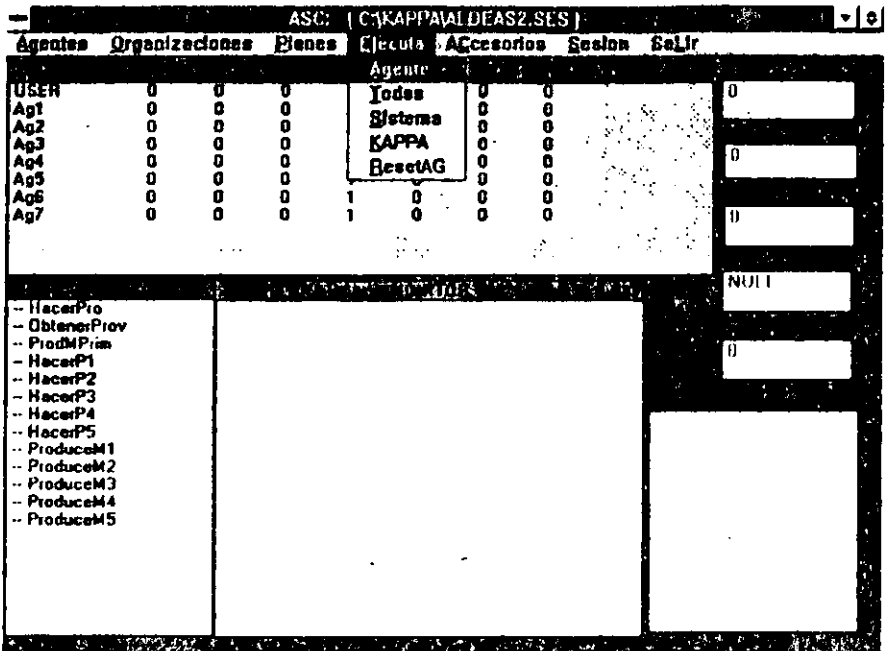 ASC: [ C:\KAPPA\ALDEAS2.SES ]
Agentes Organizaciones Planes Ejecuta ACcesorios Sesion SaLir
Agente
Todos
SIstema
KAPPA
ResetAG
USER 0 0 0 0 0
Ag1 0 0 0 0 0
Ag2 0 0 0 0 0
Ag3 0 0 0 0 0
Ag4 0 0 0 0 0
Ag5 0 0 0 0 0
Ag6 0 0 0 1 0 0 0
Ag7 0 0 0 1 0 0 0
0
0
0
NULL
0
-- HacerPro
-- ObtenerProv
-- ProdMPrim
-- HacerP1
-- HacerP2
-- HacerP3
-- HacerP4
-- HacerP5
-- ProduceM1
-- ProduceM2
-- ProduceM3
-- ProduceM4
-- ProduceM5